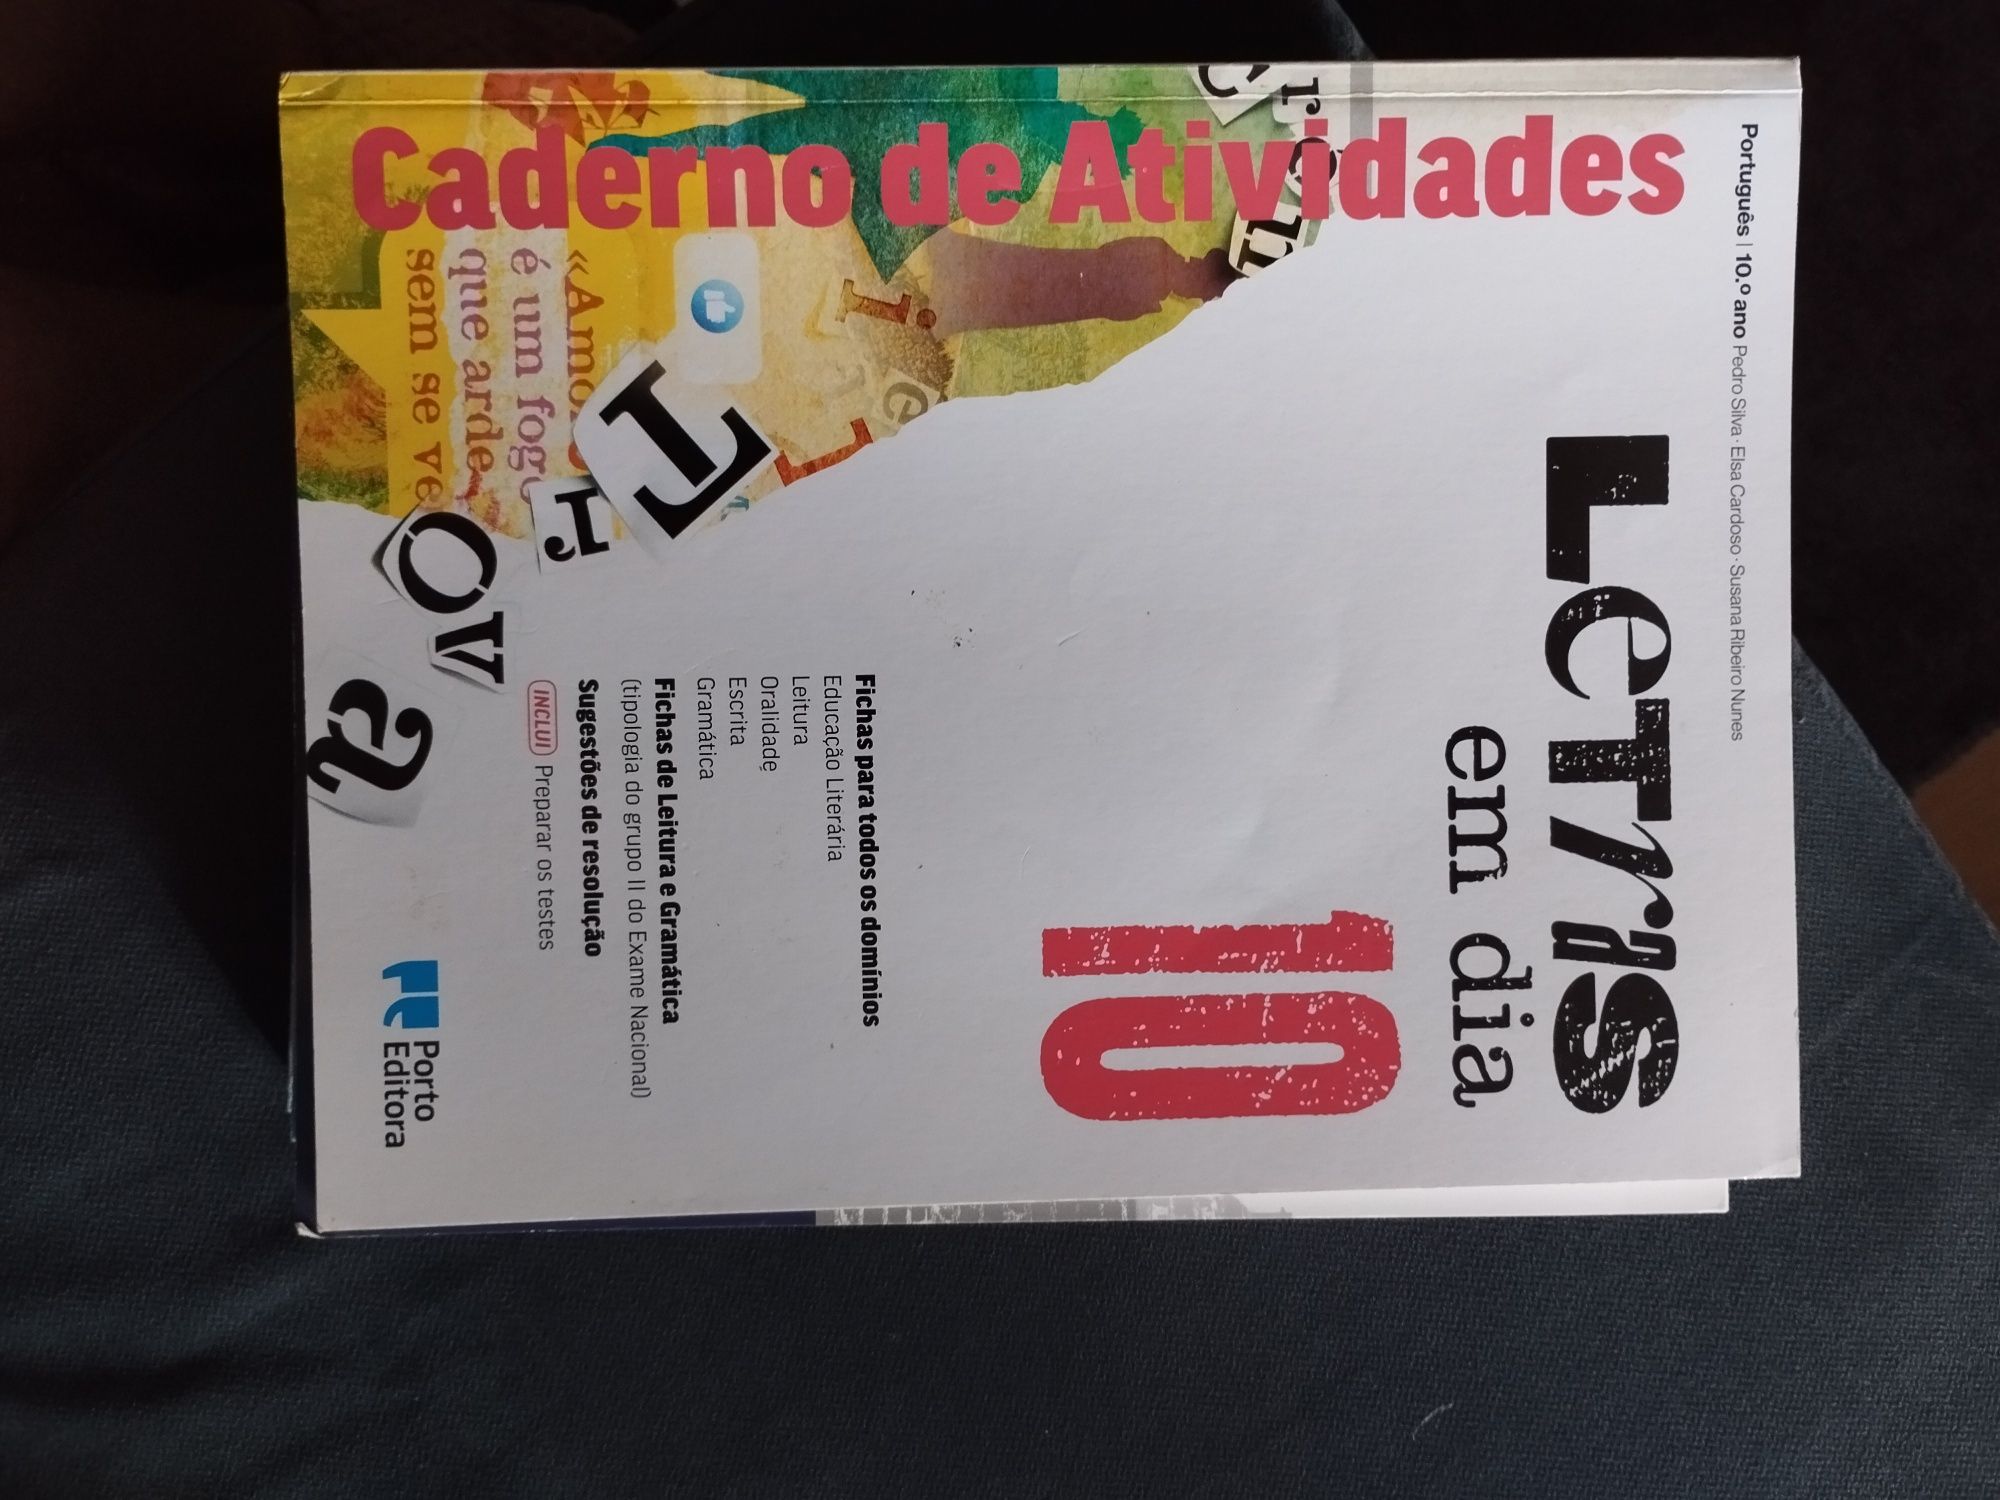 Português | 10.º ano Pedro Silva · Elsa Cardoso · Susana Ribeiro Nunes
LeTrAS
em dia
10
Caderno de Atividades
Fichas para todos os domínios
Educação Literária
Leitura
Oralidade
Escrita
Gramática
Fichas de Leitura e Gramática
(tipologia do grupo II do Exame Nacional)
Sugestões de resolução
INCLUI Preparar os testes
«Amor
é um fogo
que arde
sem se ve
Porto
Editora